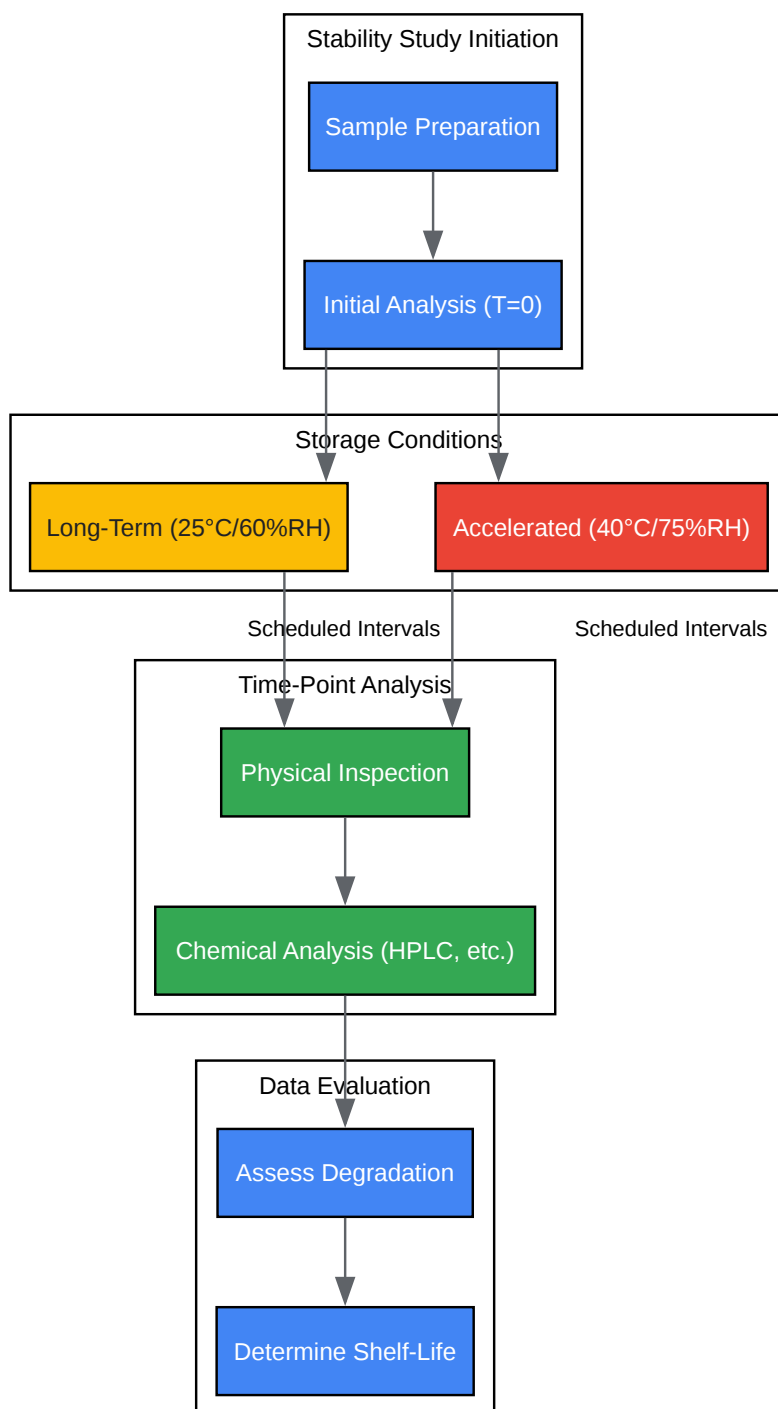 Stability Study Initiation
Sample Preparation
Initial Analysis (T=0)
Storage Conditions
Long-Term (25°C/60%RH)
Accelerated (40°C/75%RH)
Scheduled Intervals
Scheduled Intervals
Time-Point Analysis
Physical Inspection
Chemical Analysis (HPLC, etc.)
Data Evaluation
Assess Degradation
Determine Shelf-Life